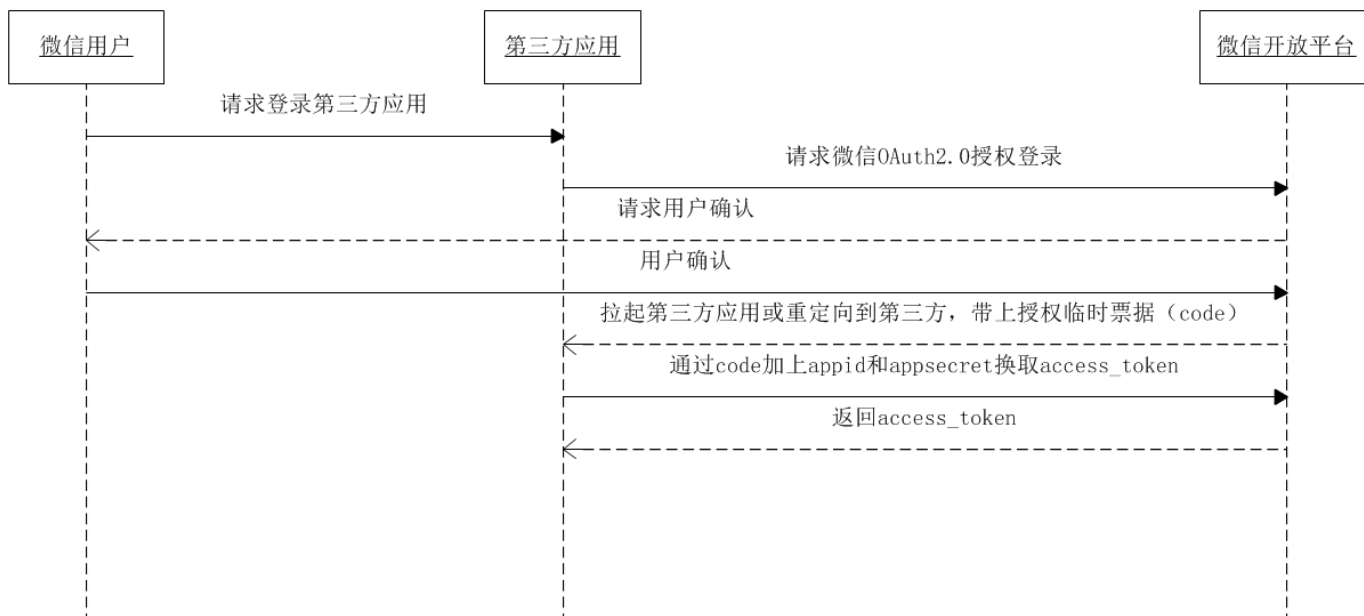 微信用户
第三方应用
微信开放平台
请求登录第三方应用
请求微信OAuth2.0授权登录
请求用户确认
用户确认
拉起第三方应用或重定向到第三方，带上授权临时票据（code）
通过code加上appid和appsecret换取access_token
返回access_token